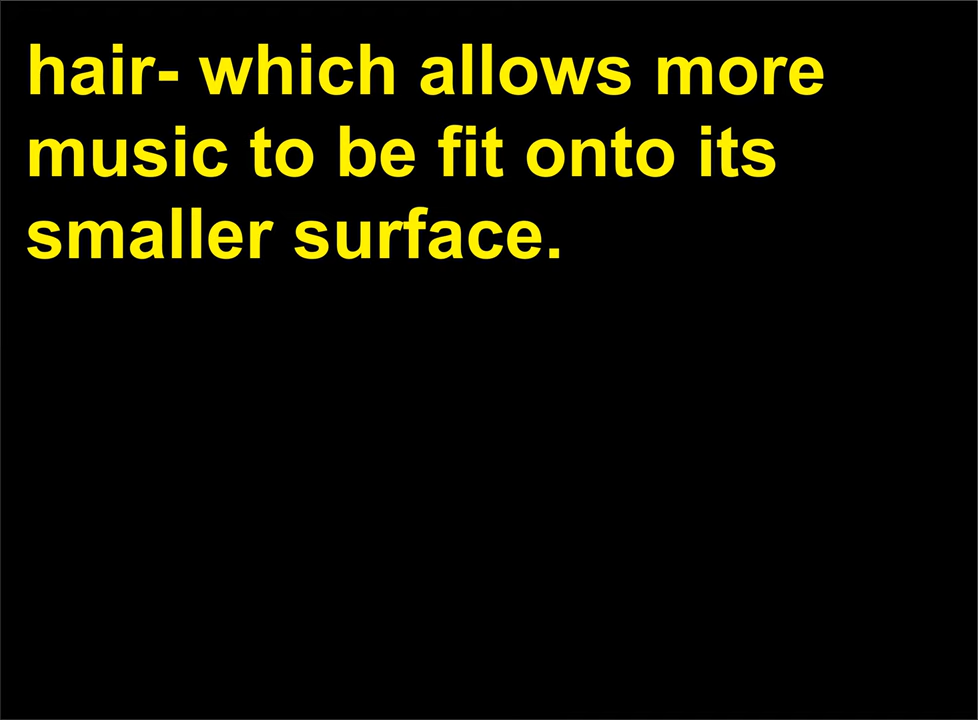 hair- which allows more
music to be fit onto its
smaller surface.